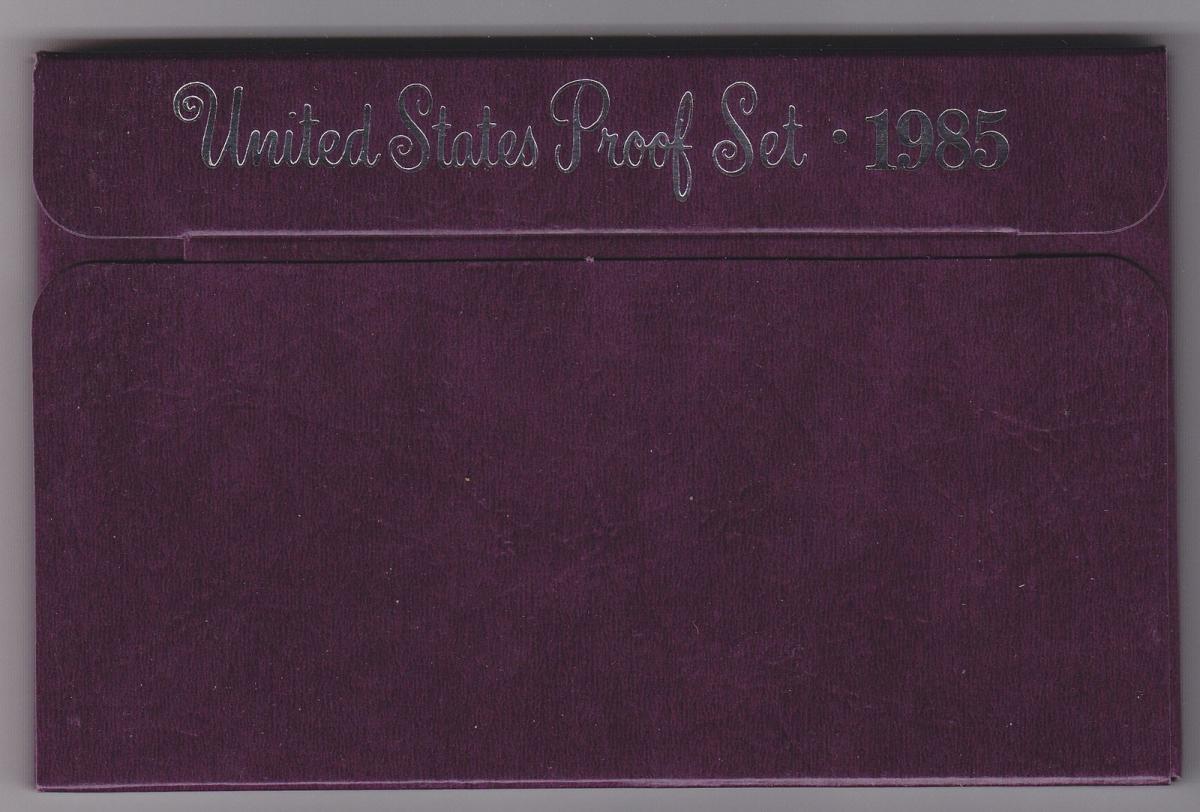 United States Proof Set · 1985